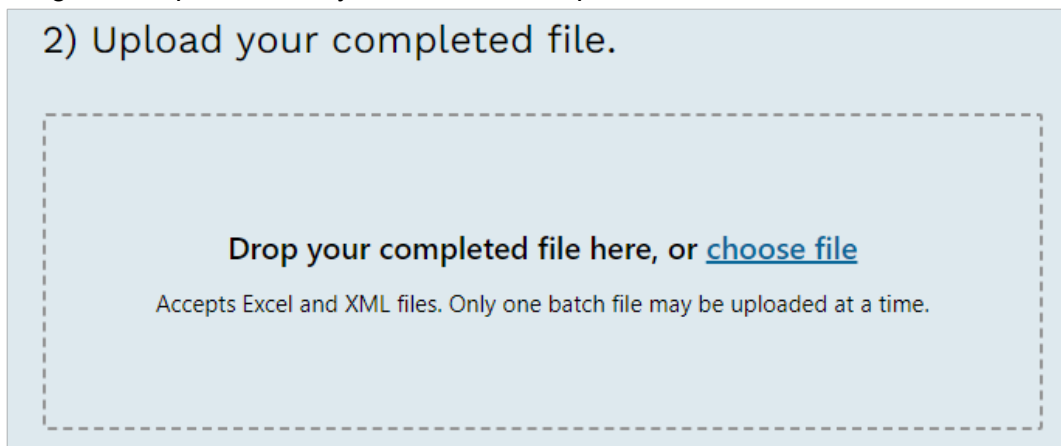 2) Upload your completed file.
Drop your completed file here, or choose file
Accepts Excel and XML files. Only one batch file may be uploaded at a time.